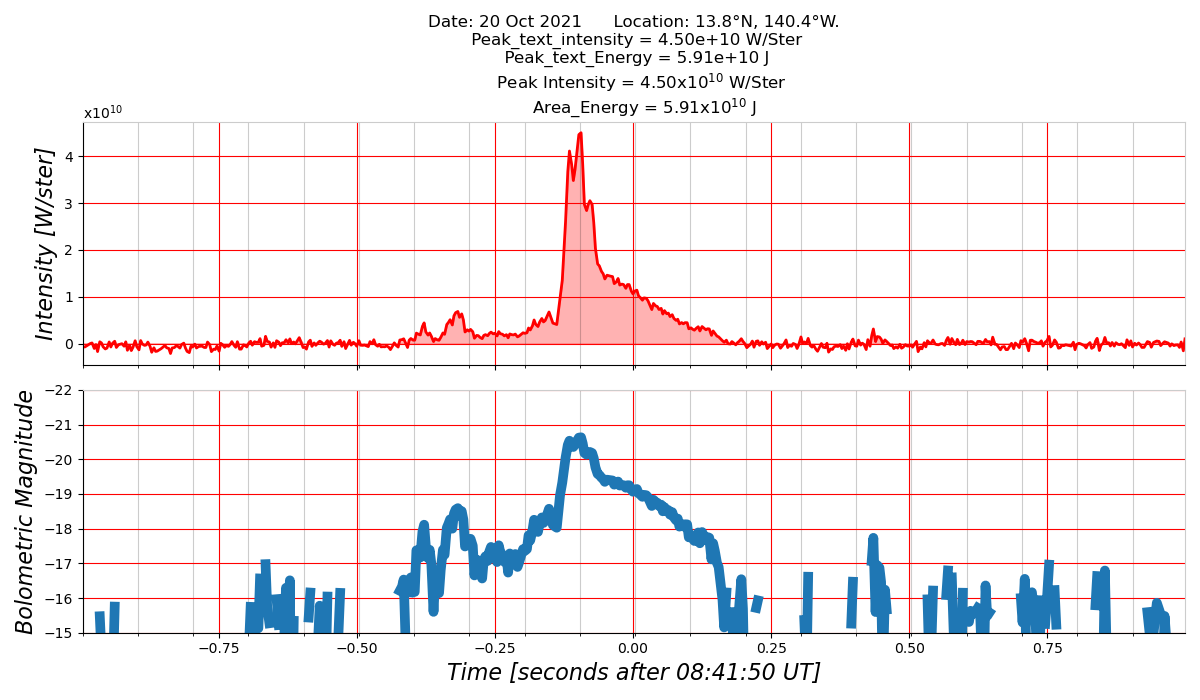 Date: 20 Oct 2021      Location: 13.8°N, 140.4°W.
Peak_text_intensity = 4.50e+10 W/Ster
Peak_text_Energy = 5.91e+10 J
Peak Intensity = 4.50x10¹⁰ W/Ster
Area_Energy = 5.91x10¹⁰ J
x10¹⁰
4
3
2
1
0
Intensity [W/ster]
−22
−21
−20
−19
−18
−17
−16
−15
Bolometric Magnitude
−0.75 −0.50 −0.25 0.00 0.25 0.50 0.75
Time [seconds after 08:41:50 UT]